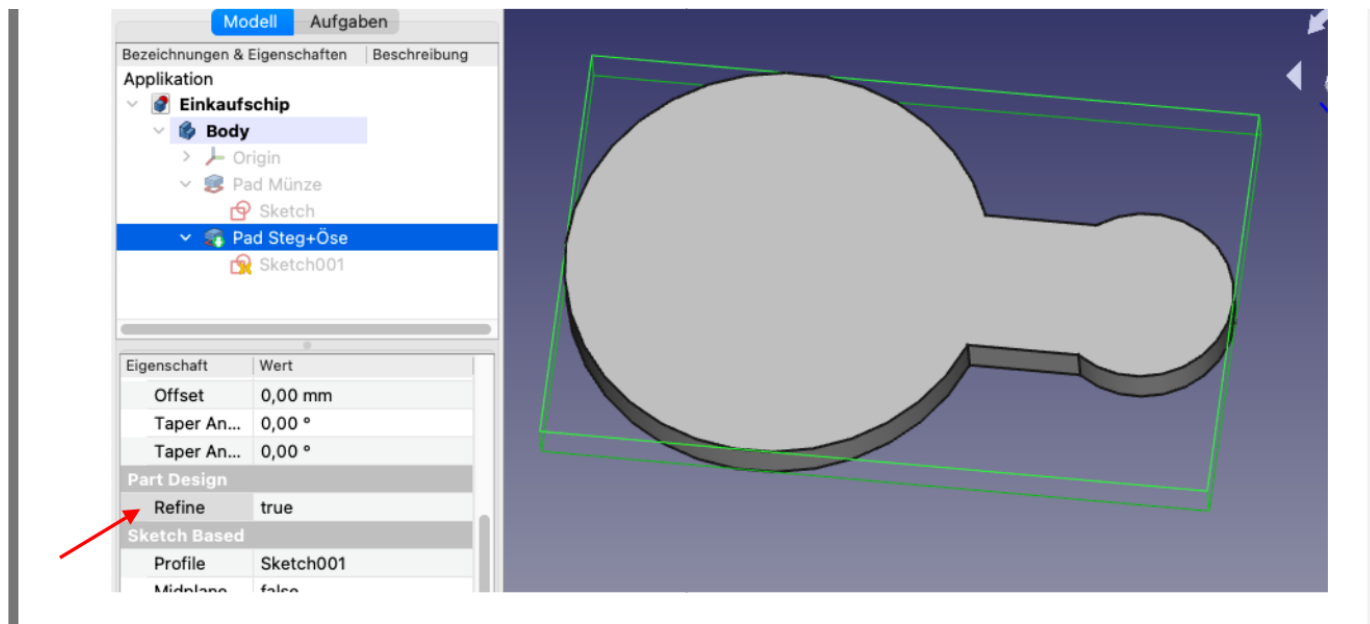 Modell Aufgaben
Bezeichnungen & Eigenschaften Beschreibung
Applikation
Einkaufschip
Body
Origin
Pad Münze
Sketch
Pad Steg+Öse
Sketch001
Eigenschaft Wert
Offset 0,00 mm
Taper An... 0,00 °
Taper An... 0,00 °
Part Design
Refine true
Sketch Based
Profile Sketch001
Midplane false